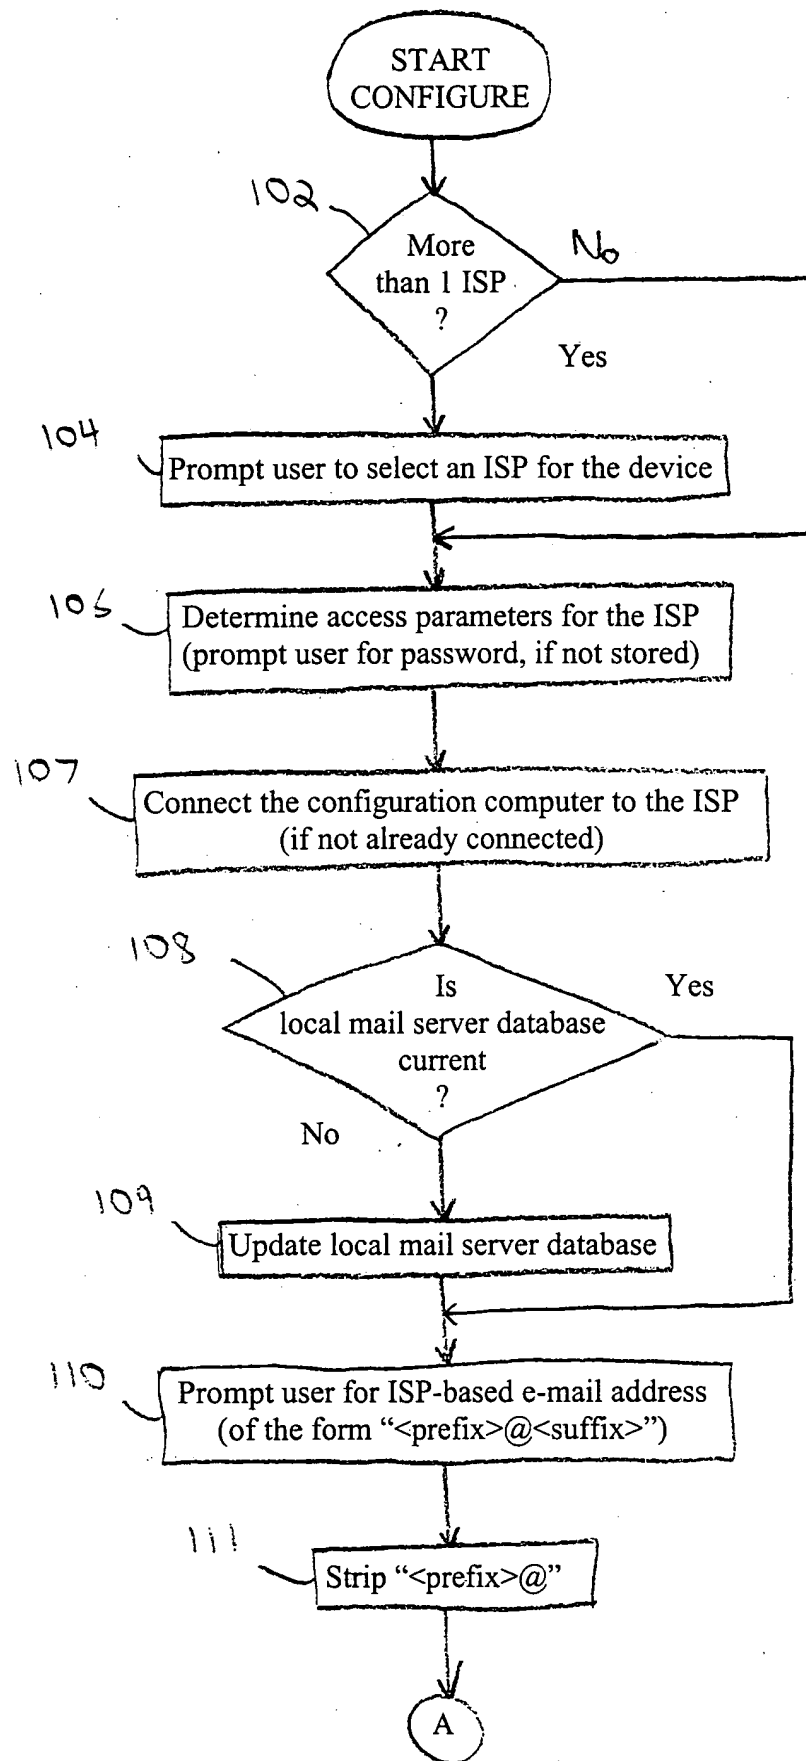 START
CONFIGURE
102
More
than 1 ISP
?
No
Yes
104
Prompt user to select an ISP for the device
106
Determine access parameters for the ISP
(prompt user for password, if not stored)
107
Connect the configuration computer to the ISP
(if not already connected)
108
Is
local mail server database
current
?
Yes
No
109
Update local mail server database
110
Prompt user for ISP-based e-mail address
(of the form “<prefix>@<suffix>”)
111
Strip “<prefix>@”
A